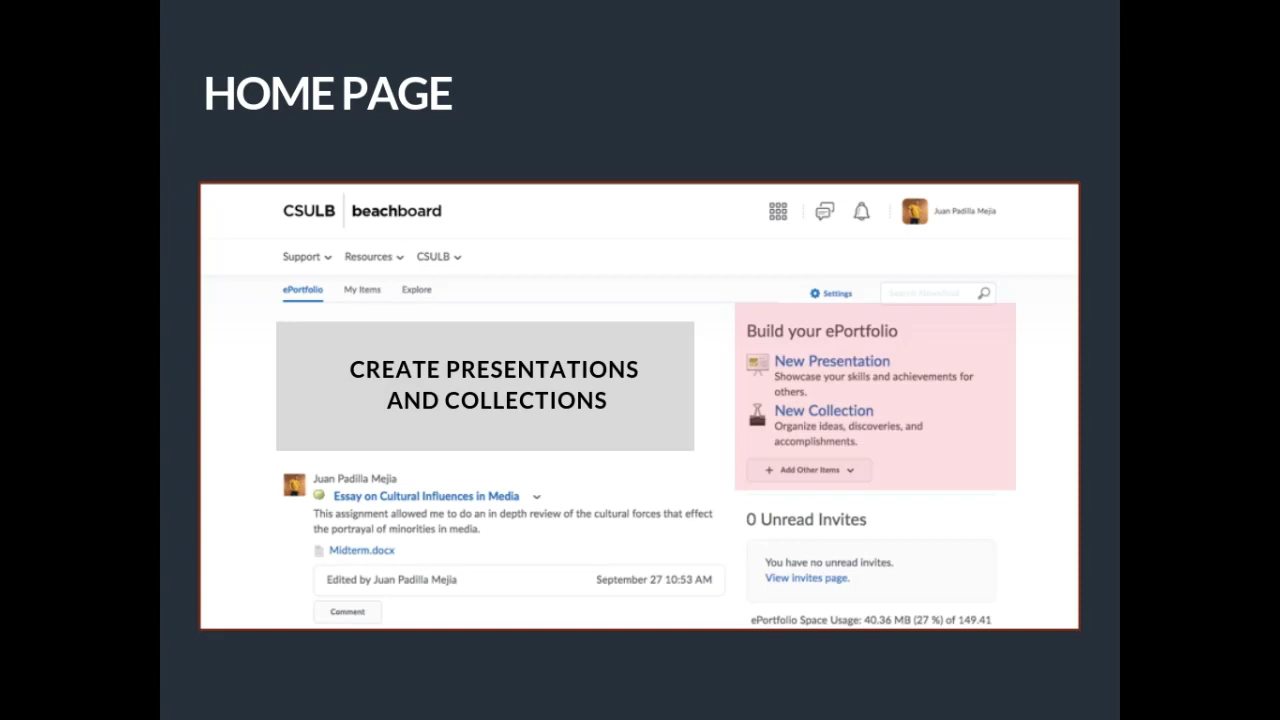 HOME PAGE
CSULB beachboard
Juan Padilla Mejia
Support Resources CSULB
ePortfolio My Items Explore
Settings
CREATE PRESENTATIONS
AND COLLECTIONS
Juan Padilla Mejia
Essay on Cultural Influences in Media
This assignment allowed me to do an in depth review of the cultural forces that effect
the portrayal of minorities in media.
Midterm.docx
Edited by Juan Padilla Mejia September 27 10:53 AM
Comment
Build your ePortfolio
New Presentation
Showcase your skills and achievements for
others.
New Collection
Organize ideas, discoveries, and
accomplishments.
+ Add Other Items
0 Unread Invites
You have no unread invites.
View invites page.
ePortfolio Space Usage: 40.36 MB (27 %) of 149.41